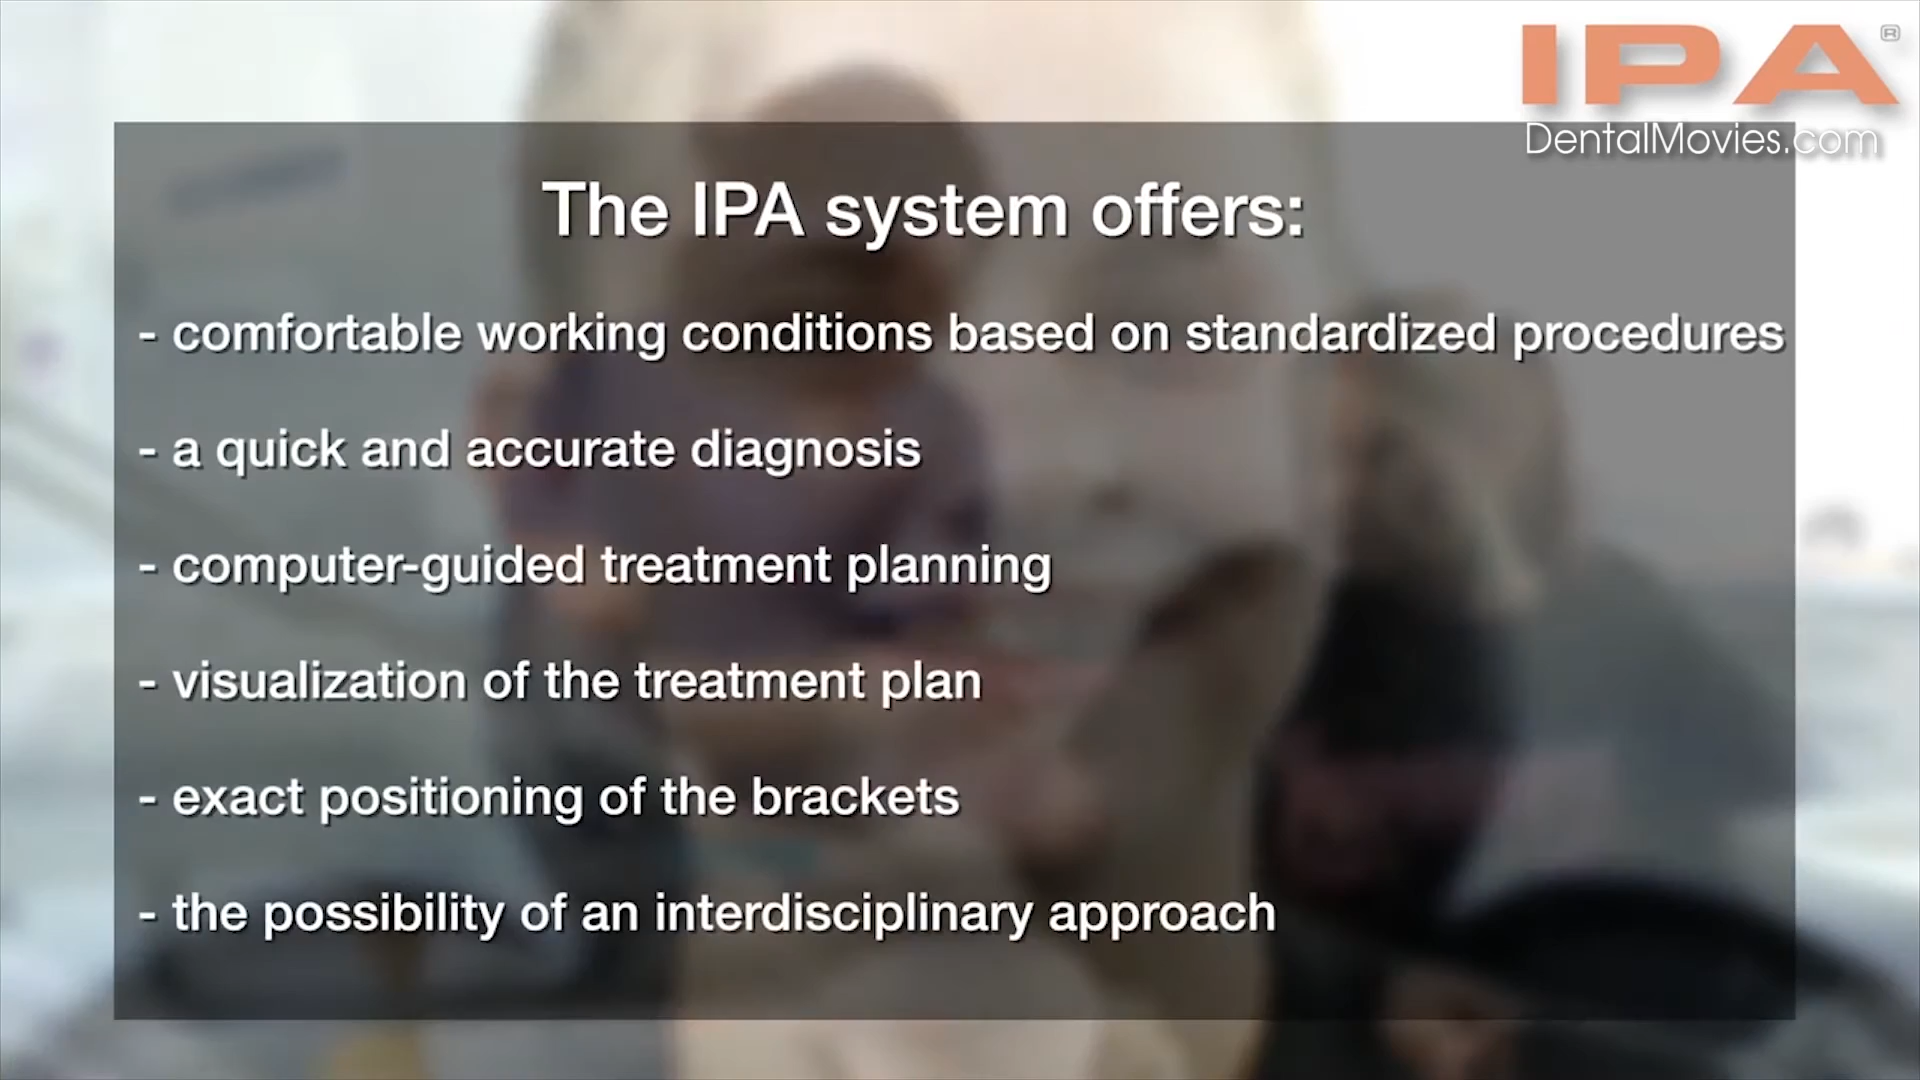 IPA®
DentalMovies.com
The IPA system offers:
- comfortable working conditions based on standardized procedures
- a quick and accurate diagnosis
- computer-guided treatment planning
- visualization of the treatment plan
- exact positioning of the brackets
- the possibility of an interdisciplinary approach